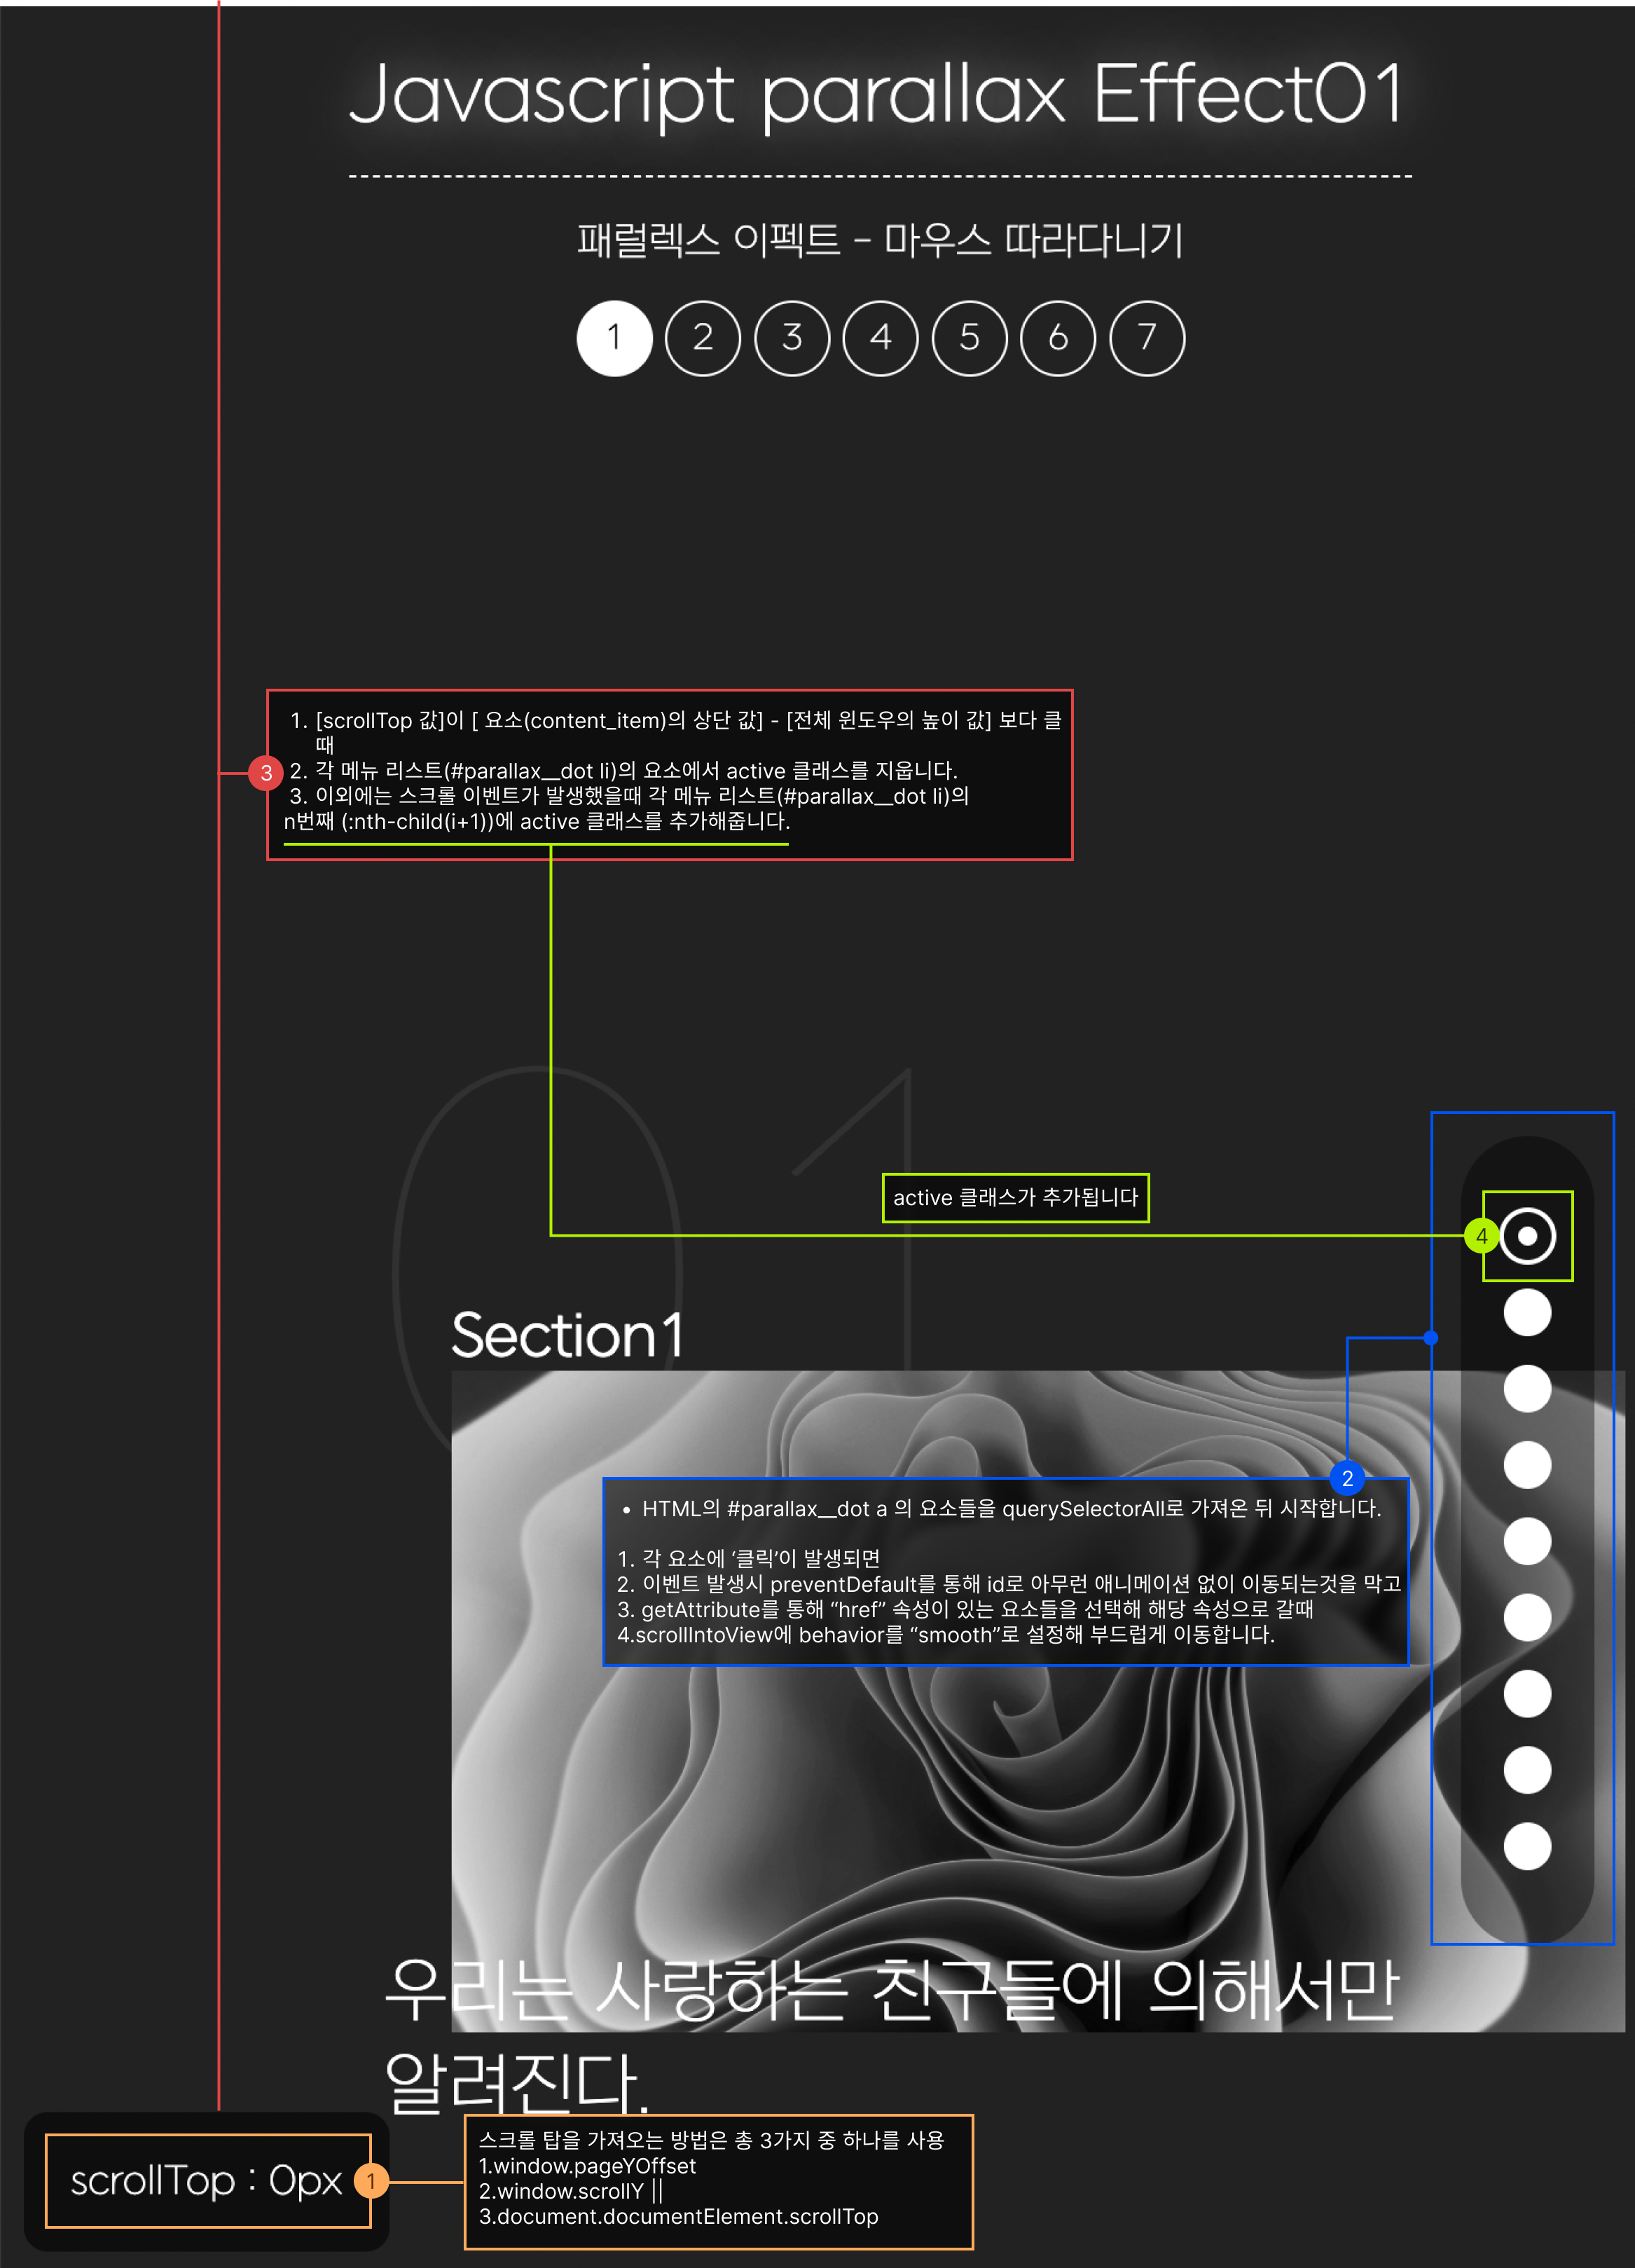 Javascript parallax Effect01
패럴렉스 이펙트 - 마우스 따라다니기
1 2 3 4 5 6 7
1. [scrollTop 값]이 [ 요소(content_item)의 상단 값] - [전체 윈도우의 높이 값] 보다 클
때
3
2. 각 메뉴 리스트(#parallax__dot li)의 요소에서 active 클래스를 지웁니다.
3. 이외에는 스크롤 이벤트가 발생했을때 각 메뉴 리스트(#parallax__dot li)의
n번째 (:nth-child(i+1))에 active 클래스를 추가해줍니다.
01
active 클래스가 추가됩니다
4
Section1
2
• HTML의 #parallax__dot a 의 요소들을 querySelectorAll로 가져온 뒤 시작합니다.
1. 각 요소에 ‘클릭’이 발생되면
2. 이벤트 발생시 preventDefault를 통해 id로 아무런 애니메이션 없이 이동되는것을 막고
3. getAttribute를 통해 “href” 속성이 있는 요소들을 선택해 해당 속성으로 갈때
4.scrollIntoView에 behavior를 “smooth”로 설정해 부드럽게 이동합니다.
우리는 사랑하는 친구들에 의해서만
알려진다.
scrollTop : 0px
1
스크롤 탑을 가져오는 방법은 총 3가지 중 하나를 사용
1.window.pageYOffset
2.window.scrollY ||
3.document.documentElement.scrollTop